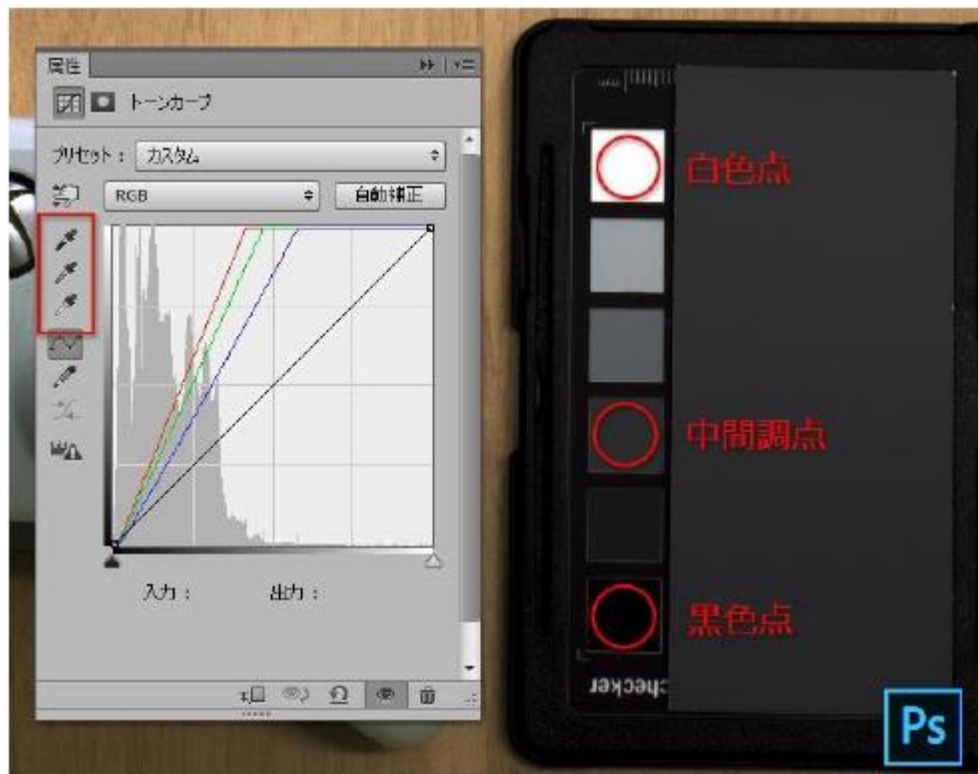 属性
トーンカーブ
プリセット： カスタム
RGB
自動補正
入力：
出力：
白色点
中間調点
黒色点
checker
Ps